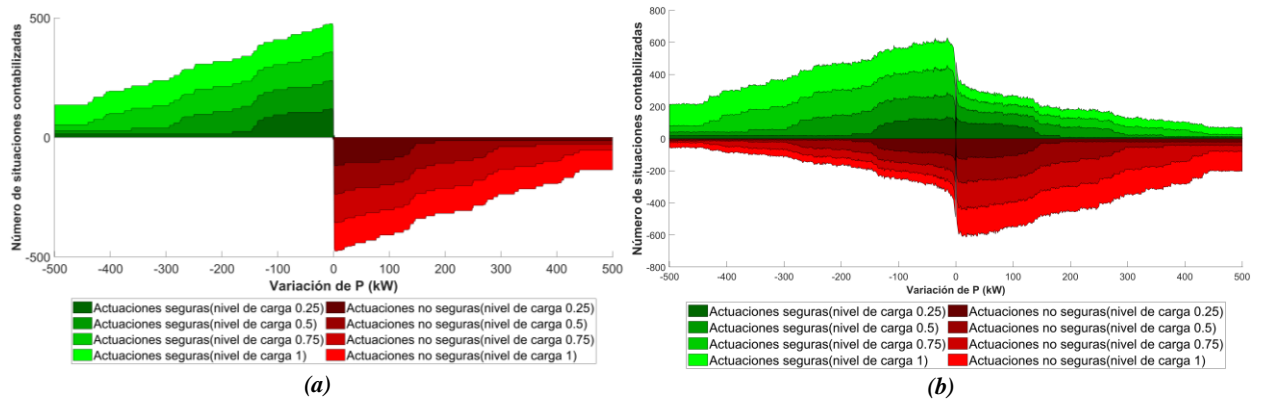 Número de situaciones contabilizadas
500
0
-500
-500 -400 -300 -200 -100 0 100 200 300 400 500
Variación de P (kW)
Actuaciones seguras(nivel de carga 0.25) Actuaciones no seguras(nivel de carga 0.25)
Actuaciones seguras(nivel de carga 0.5) Actuaciones no seguras(nivel de carga 0.5)
Actuaciones seguras(nivel de carga 0.75) Actuaciones no seguras(nivel de carga 0.75)
Actuaciones seguras(nivel de carga 1) Actuaciones no seguras(nivel de carga 1)
(a)
Número de situaciones contabilizadas
800
600
400
200
0
-200
-400
-600
-800
-500 -400 -300 -200 -100 0 100 200 300 400 500
Variación de P (kW)
Actuaciones seguras(nivel de carga 0.25) Actuaciones no seguras(nivel de carga 0.25)
Actuaciones seguras(nivel de carga 0.5) Actuaciones no seguras(nivel de carga 0.5)
Actuaciones seguras(nivel de carga 0.75) Actuaciones no seguras(nivel de carga 0.75)
Actuaciones seguras(nivel de carga 1) Actuaciones no seguras(nivel de carga 1)
(b)